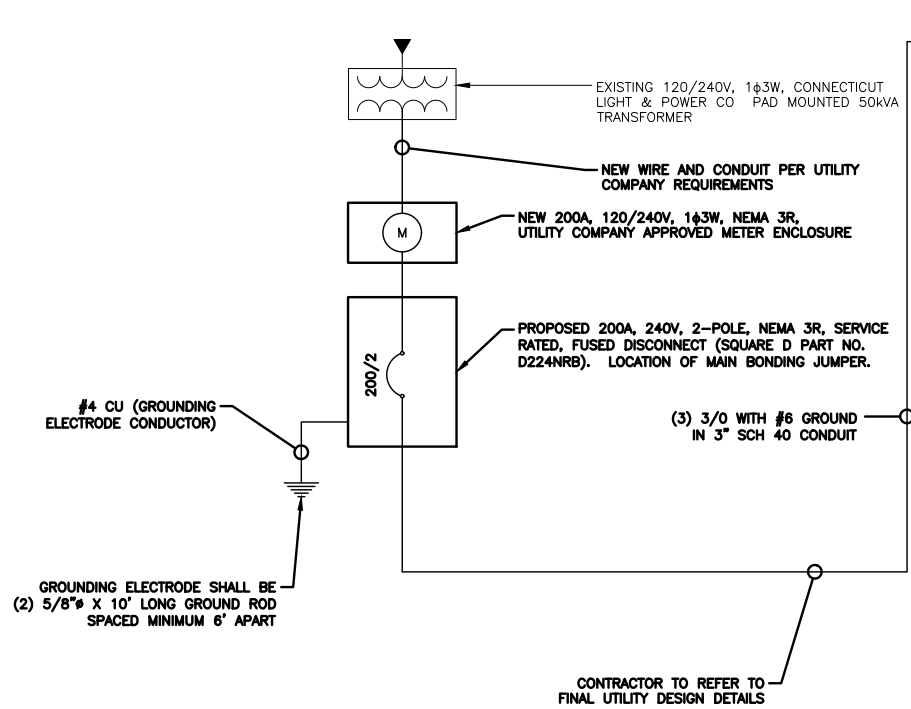 EXISTING 120/240V, 1ϕ3W, CONNECTICUT
LIGHT & POWER CO PAD MOUNTED 50kVA
TRANSFORMER
NEW WIRE AND CONDUIT PER UTILITY
COMPANY REQUIREMENTS
M
NEW 200A, 120/240V, 1ϕ3W, NEMA 3R,
UTILITY COMPANY APPROVED METER ENCLOSURE
200/2
PROPOSED 200A, 240V, 2-POLE, NEMA 3R, SERVICE
RATED, FUSED DISCONNECT (SQUARE D PART NO.
D224NRB). LOCATION OF MAIN BONDING JUMPER.
#4 CU (GROUNDING
ELECTRODE CONDUCTOR)
(3) 3/0 WITH #6 GROUND
IN 3" SCH 40 CONDUIT
GROUNDING ELECTRODE SHALL BE
(2) 5/8"ø X 10' LONG GROUND ROD
SPACED MINIMUM 6' APART
CONTRACTOR TO REFER TO
FINAL UTILITY DESIGN DETAILS